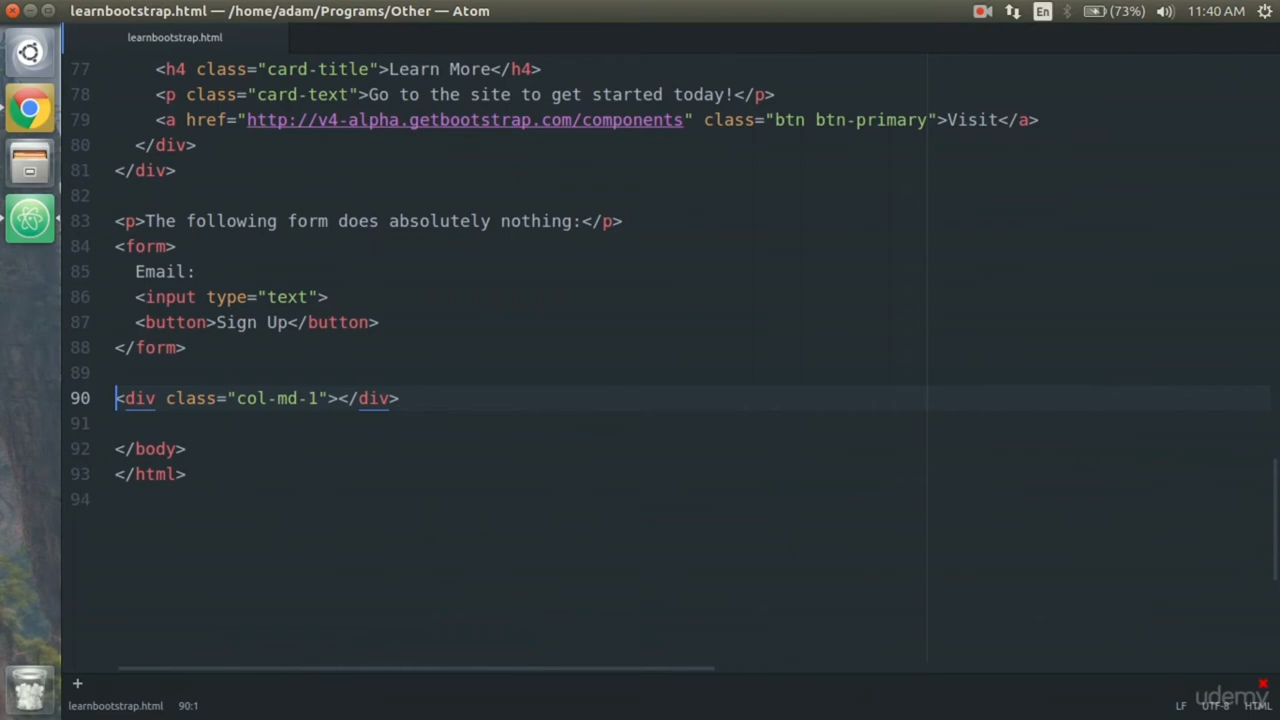 learnbootstrap.html — /home/adam/Programs/Other — Atom
En (73%) 11:40 AM
learnbootstrap.html
77 <h4 class="card-title">Learn More</h4>
78 <p class="card-text">Go to the site to get started today!</p>
79 <a href="http://v4-alpha.getbootstrap.com/components" class="btn btn-primary">Visit</a>
80 </div>
81 </div>
82
83 <p>The following form does absolutely nothing:</p>
84 <form>
85 Email:
86 <input type="text">
87 <button>Sign Up</button>
88 </form>
89
90 <div class="col-md-1"></div>
91
92 </body>
93 </html>
94
+
learnbootstrap.html 90:1 LF UTF-8 HTML
udemy